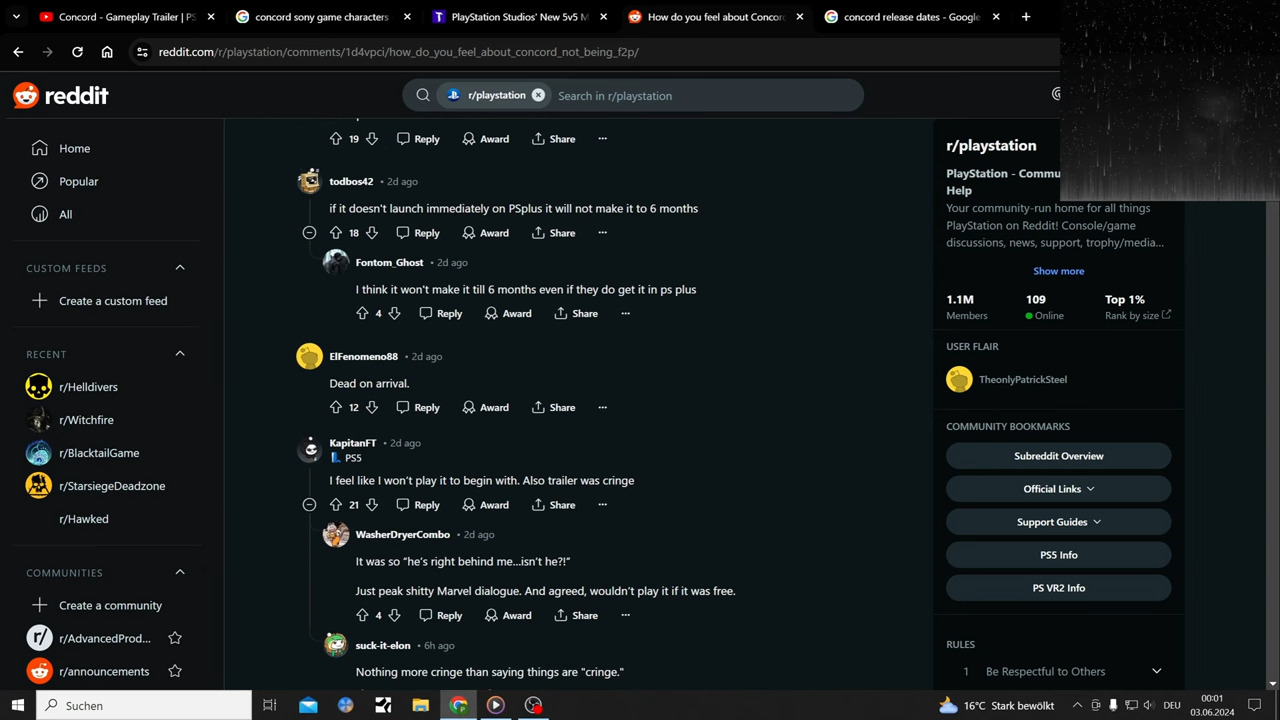 Concord - Gameplay Trailer | PS
concord sony game characters
PlayStation Studios' New 5v5 M
How do you feel about Concord
concord release dates - Google
reddit.com/r/playstation/comments/1d4vpci/how_do_you_feel_about_concord_not_being_f2p/
reddit
r/playstation
Search in r/playstation
Home
Popular
All
CUSTOM FEEDS
Create a custom feed
RECENT
r/Helldivers
r/Witchfire
r/BlacktailGame
r/StarsiegeDeadzone
r/Hawked
COMMUNITIES
Create a community
r/AdvancedProd...
r/announcements
19 Reply Award Share
todbos42 • 2d ago
if it doesn't launch immediately on PSplus it will not make it to 6 months
18 Reply Award Share
Fontom_Ghost • 2d ago
I think it won't make it till 6 months even if they do get it in ps plus
4 Reply Award Share
ElFenomeno88 • 2d ago
Dead on arrival.
12 Reply Award Share
KapitanFT • 2d ago
PS5
I feel like I won't play it to begin with. Also trailer was cringe
21 Reply Award Share
WasherDryerCombo • 2d ago
It was so “he's right behind me...isn't he?!”
Just peak shitty Marvel dialogue. And agreed, wouldn't play it if it was free.
4 Reply Award Share
suck-it-elon • 6h ago
Nothing more cringe than saying things are "cringe."
r/playstation
PlayStation - Commu
Help
Your community-run home for all things
PlayStation on Reddit! Console/game
discussions, news, support, trophy/media...
Show more
1.1M 109 Top 1%
Members Online Rank by size
USER FLAIR
TheonlyPatrickSteel
COMMUNITY BOOKMARKS
Subreddit Overview
Official Links
Support Guides
PS5 Info
PS VR2 Info
RULES
1 Be Respectful to Others
Suchen
16°C Stark bewölkt
DEU
00:01
03.06.2024